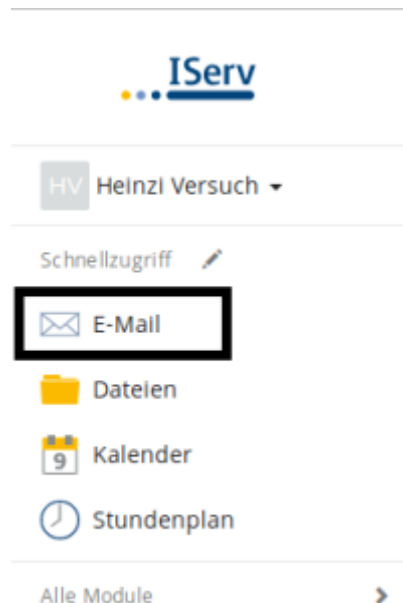 IServ
HV Heinzi Versuch
Schnellzugriff
E-Mail
Dateien
9 Kalender
Stundenplan
Alle Module